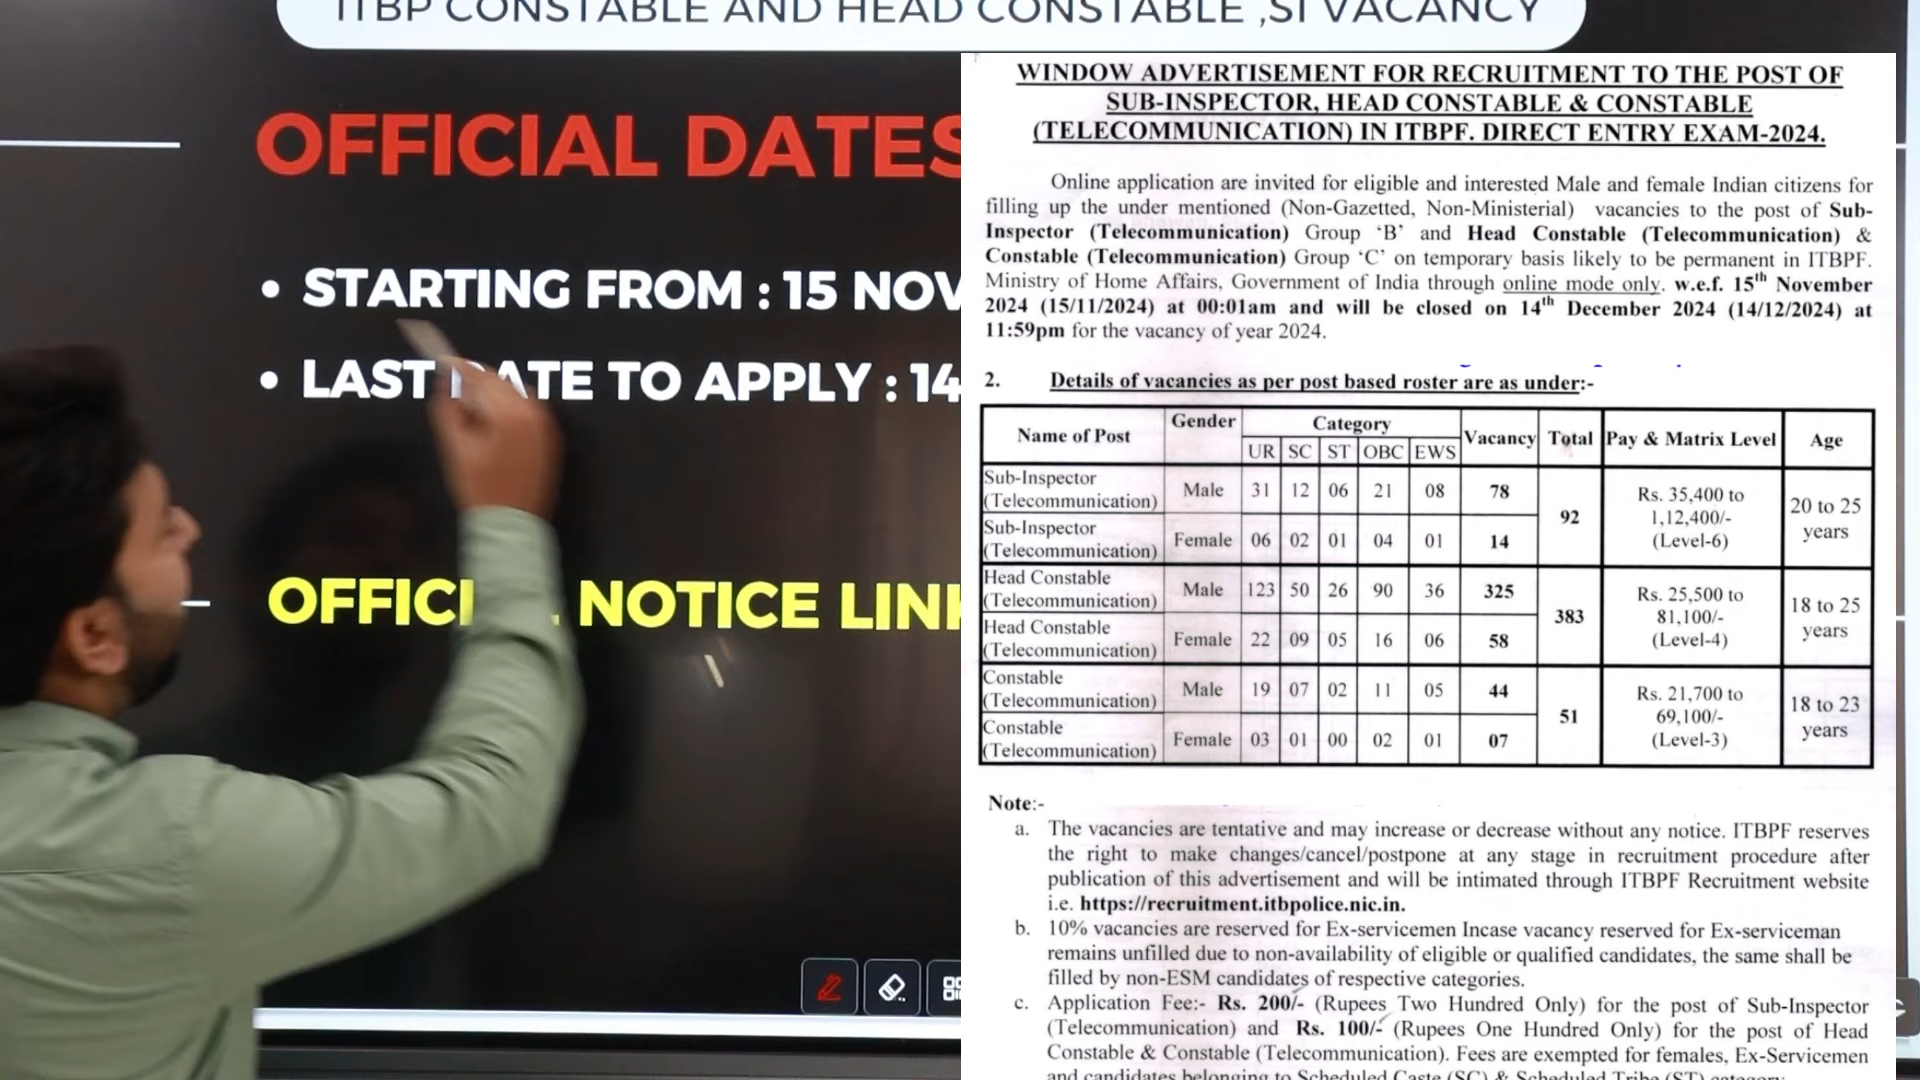 ITBP CONSTABLE AND HEAD CONSTABLE ,SI VACANCY
OFFICIAL DATES
• STARTING FROM : 15 NOV
• LAST DATE TO APPLY : 14
NOTICE LINK
WINDOW ADVERTISEMENT FOR RECRUITMENT TO THE POST OF
SUB-INSPECTOR, HEAD CONSTABLE & CONSTABLE
(TELECOMMUNICATION) IN ITBPF. DIRECT ENTRY EXAM-2024.
Online application are invited for eligible and interested Male and female Indian citizens for
filling up the under mentioned (Non-Gazetted, Non-Ministerial) vacancies to the post of Sub-
Inspector (Telecommunication) Group ‘B’ and Head Constable (Telecommunication) &
Constable (Telecommunication) Group ‘C’ on temporary basis likely to be permanent in ITBPF.
Ministry of Home Affairs, Government of India through online mode only. w.e.f. 15th November
2024 (15/11/2024) at 00:01am and will be closed on 14th December 2024 (14/12/2024) at
11:59pm for the vacancy of year 2024.
2. Details of vacancies as per post based roster are as under:-
Name of Post Gender Category Vacancy Total Pay & Matrix Level Age
UR SC ST OBC EWS
Sub-Inspector (Telecommunication) Male 31 12 06 21 08 78 92 Rs. 35,400 to 1,12,400/- (Level-6) 20 to 25 years
Sub-Inspector (Telecommunication) Female 06 02 01 04 01 14
Head Constable (Telecommunication) Male 123 50 26 90 36 325 383 Rs. 25,500 to 81,100/- (Level-4) 18 to 25 years
Head Constable (Telecommunication) Female 22 09 05 16 06 58
Constable (Telecommunication) Male 19 07 02 11 05 44 51 Rs. 21,700 to 69,100/- (Level-3) 18 to 23 years
Constable (Telecommunication) Female 03 01 00 02 01 07
Note:-
a. The vacancies are tentative and may increase or decrease without any notice. ITBPF reserves
the right to make changes/cancel/postpone at any stage in recruitment procedure after
publication of this advertisement and will be intimated through ITBPF Recruitment website
i.e. https://recruitment.itbpolice.nic.in.
b. 10% vacancies are reserved for Ex-servicemen Incase vacancy reserved for Ex-serviceman
remains unfilled due to non-availability of eligible or qualified candidates, the same shall be
filled by non-ESM candidates of respective categories.
c. Application Fee:- Rs. 200/- (Rupees Two Hundred Only) for the post of Sub-Inspector
(Telecommunication) and Rs. 100/- (Rupees One Hundred Only) for the post of Head
Constable & Constable (Telecommunication). Fees are exempted for females, Ex-Servicemen
and candidates belonging to Scheduled Caste (SC) & Scheduled Tribe (ST) category